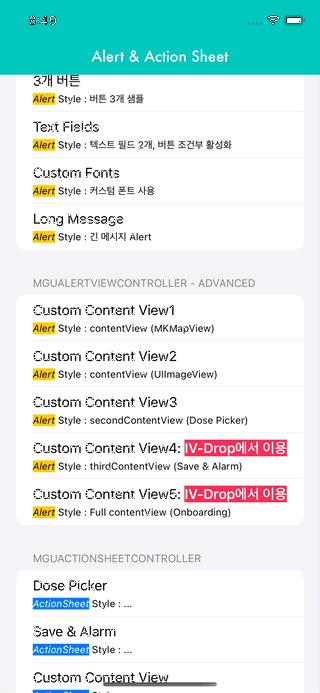 8:49
Alert & Action Sheet
3개 버튼
Alert Style : 버튼 3개 샘플
Text Fields
Alert Style : 텍스트 필드 2개, 버튼 조건부 활성화
Custom Fonts
Alert Style : 커스텀 폰트 사용
Long Message
Alert Style : 긴 메시지 Alert
MGUALERTVIEWCONTROLLER - ADVANCED
Custom Content View1
Alert Style : contentView (MKMapView)
Custom Content View2
Alert Style : contentView (UIImageView)
Custom Content View3
Alert Style : secondContentView (Dose Picker)
Custom Content View4: IV-Drop에서 이용
Alert Style : thirdContentView (Save & Alarm)
Custom Content View5: IV-Drop에서 이용
Alert Style : Full contentView (Onboarding)
MGUACTIONSHEETCONTROLLER
Dose Picker
ActionSheet Style : ...
Save & Alarm
ActionSheet Style : ...
Custom Content View